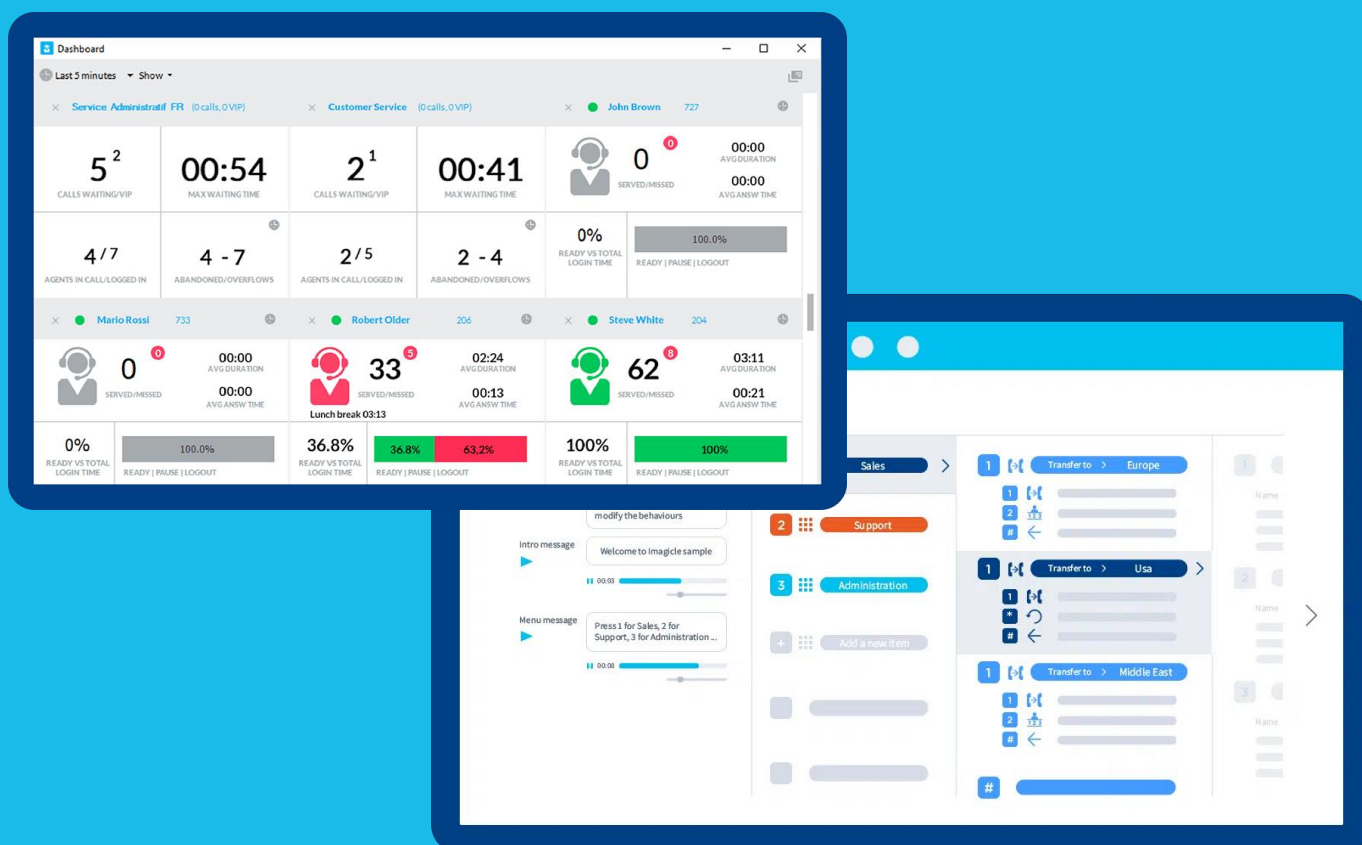 Dashboard
Last 5 minutes Show
Service Administratif FR (0 calls, 0 VIP)
Customer Service (0 calls, 0 VIP)
John Brown 727
5 2
CALLS WAITING/VIP
00:54
MAX WAITING TIME
2 1
CALLS WAITING/VIP
00:41
MAX WAITING TIME
0 0
SERVED/MISSED
00:00
AVG DURATION
00:00
AVG ANSW TIME
4/7
AGENTS IN CALL/LOGGED IN
4 - 7
ABANDONED/OVERFLOWS
2/5
AGENTS IN CALL/LOGGED IN
2 - 4
ABANDONED/OVERFLOWS
0%
READY VS TOTAL
LOGIN TIME
100.0%
READY | PAUSE | LOGOUT
Mario Rossi 733
Robert Older 206
Steve White 204
0 0
SERVED/MISSED
00:00
AVG DURATION
00:00
AVG ANSW TIME
33 5
SERVED/MISSED
02:24
AVG DURATION
00:13
AVG ANSW TIME
Lunch break 03:13
62 8
SERVED/MISSED
03:11
AVG DURATION
00:21
AVG ANSW TIME
0%
READY VS TOTAL
LOGIN TIME
100.0%
READY | PAUSE | LOGOUT
36.8%
READY VS TOTAL
LOGIN TIME
36.8% 63,2%
READY | PAUSE | LOGOUT
100%
READY VS TOTAL
LOGIN TIME
100%
READY | PAUSE | LOGOUT
modify the behaviours
Intro message
Welcome to imagicle sample
00:03
Menu message
Press 1 for Sales, 2 for
Support, 3 for Administration ...
00:08
Sales
2 Support
3 Administration
+ Add a new item
1 Transfer to > Europe
1
2
#
1 Transfer to > Usa
1
*
#
1 Transfer to > Middle East
1
2
#
#
1
Name
2
Name
3
Name